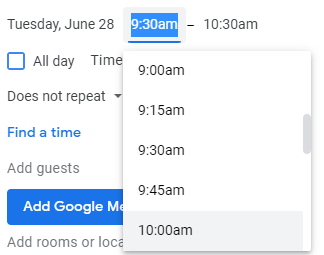 Tuesday, June 28 9:30am – 10:30am
All day Time
9:00am
Does not repeat
9:15am
Find a time
9:30am
Add guests
9:45am
Add Google Me
10:00am
Add rooms or loca